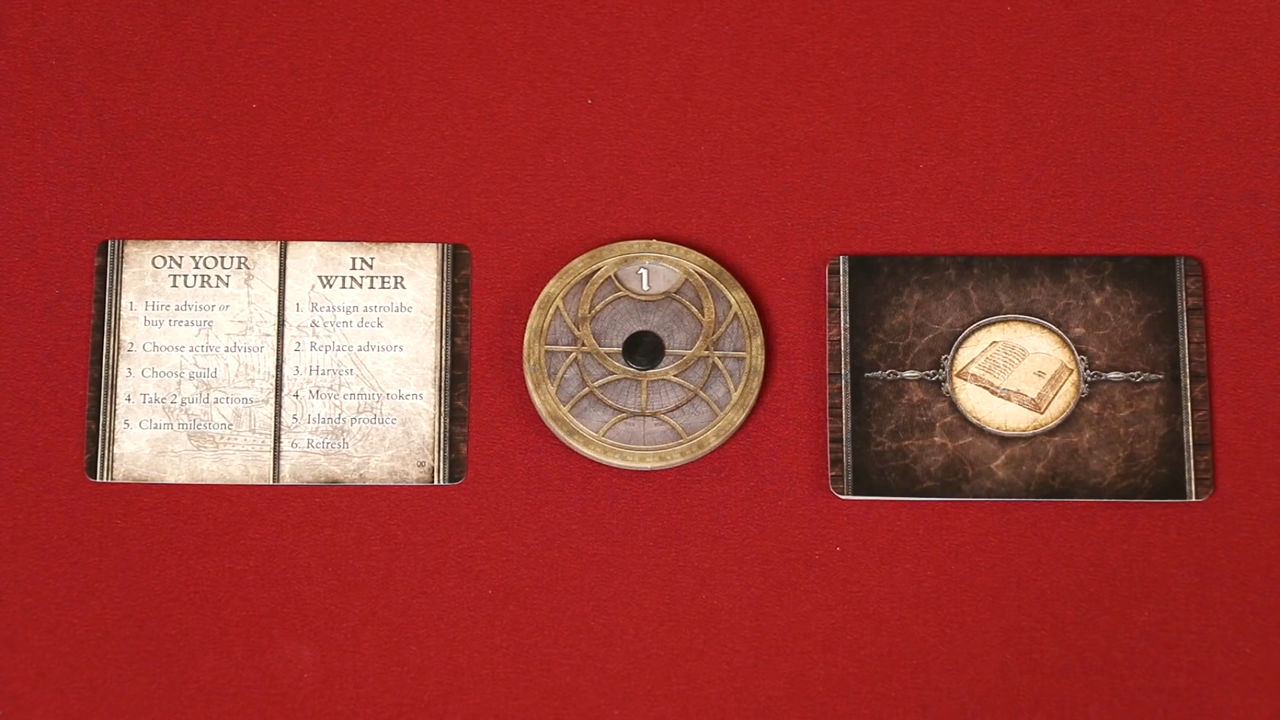 ON YOUR
TURN
1. Hire advisor or
buy treasure
2. Choose active advisor
3. Choose guild
4. Take 2 guild actions
5. Claim milestone
IN
WINTER
1. Reassign astrolabe
& event deck
2. Replace advisors
3. Harvest
4. Move enmity tokens
5. Islands produce
6. Refresh
00
1